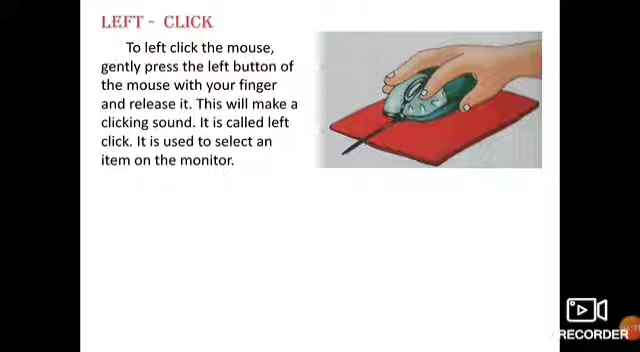 LEFT - CLICK
To left click the mouse,
gently press the left button of
the mouse with your finger
and release it. This will make a
clicking sound. It is called left
click. It is used to select an
item on the monitor.
RECORDER